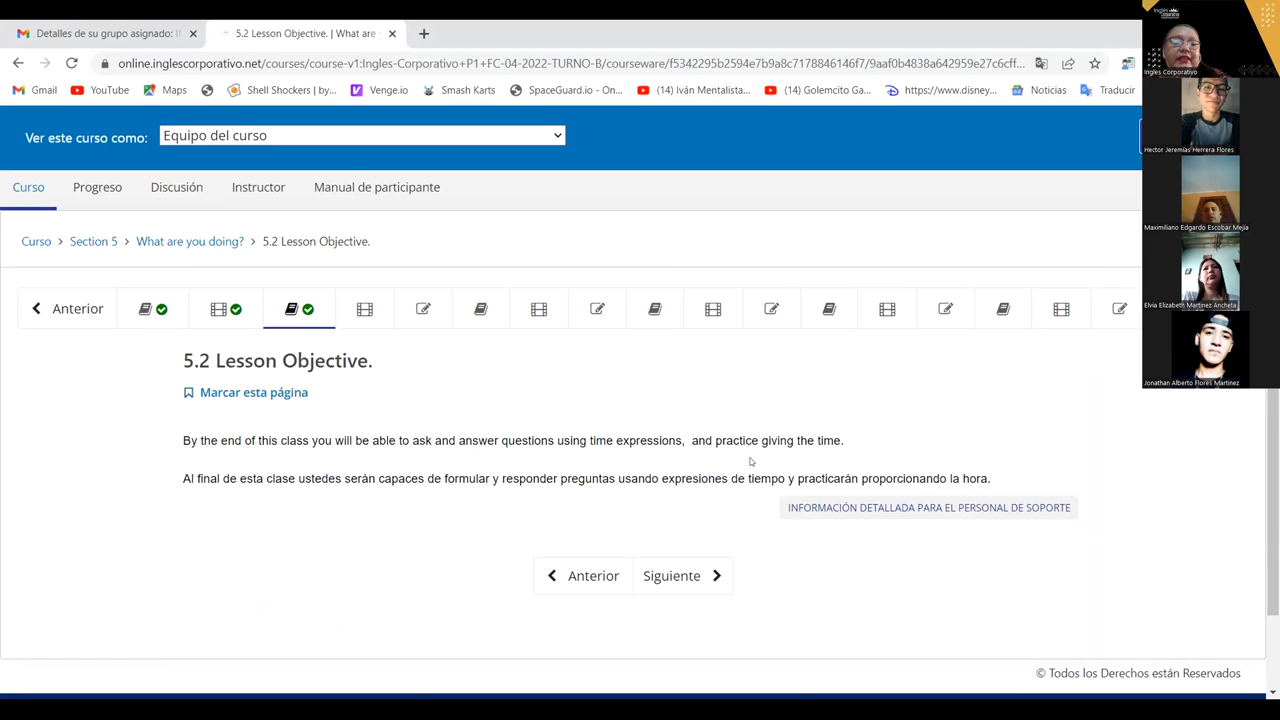 Detalles de su grupo asignado: I
5.2 Lesson Objective. | What are
online.inglescorporativo.net/courses/course-v1:Ingles-Corporativo+P1+FC-04-2022-TURNO-B/courseware/f534229592594e7b9a8c7178846146f7/9aaf0b4838a642959e27c6cff...
Gmail
YouTube
Maps
Shell Shockers | by...
Venge.io
Smash Karts
SpaceGuard.io - On...
(14) Iván Mentalista...
(14) Golemcito Ga...
https://www.disney...
Noticias
Traducir
Ver este curso como:
Equipo del curso
Curso
Progreso
Discusión
Instructor
Manual de participante
Curso > Section 5 > What are you doing? > 5.2 Lesson Objective.
Anterior
5.2 Lesson Objective.
Marcar esta página
By the end of this class you will be able to ask and answer questions using time expressions, and practice giving the time.
Al final de esta clase ustedes serán capaces de formular y responder preguntas usando expresiones de tiempo y practicarán proporcionando la hora.
INFORMACIÓN DETALLADA PARA EL PERSONAL DE SOPORTE
Anterior
Siguiente
© Todos los Derechos están Reservados
Inglés
Corporativo
Ingles Corporativo
Hector Jeremías Herrera Flores
Maximiliano Edgardo Escobar Mejía
Elvia Elizabeth Martinez Ancheta
Jonathan Alberto Flores Martinez